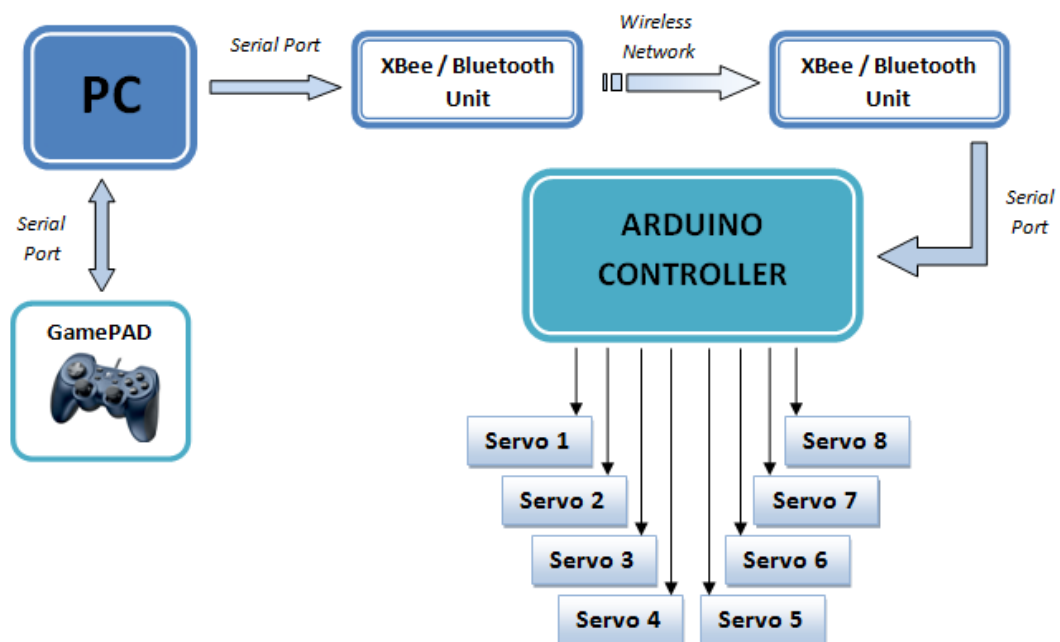 PC
Serial Port
XBee / Bluetooth
Unit
Wireless
Network
XBee / Bluetooth
Unit
Serial
Port
Serial
Port
GamePAD
ARDUINO
CONTROLLER
Servo 1
Servo 2
Servo 3
Servo 4
Servo 5
Servo 6
Servo 7
Servo 8